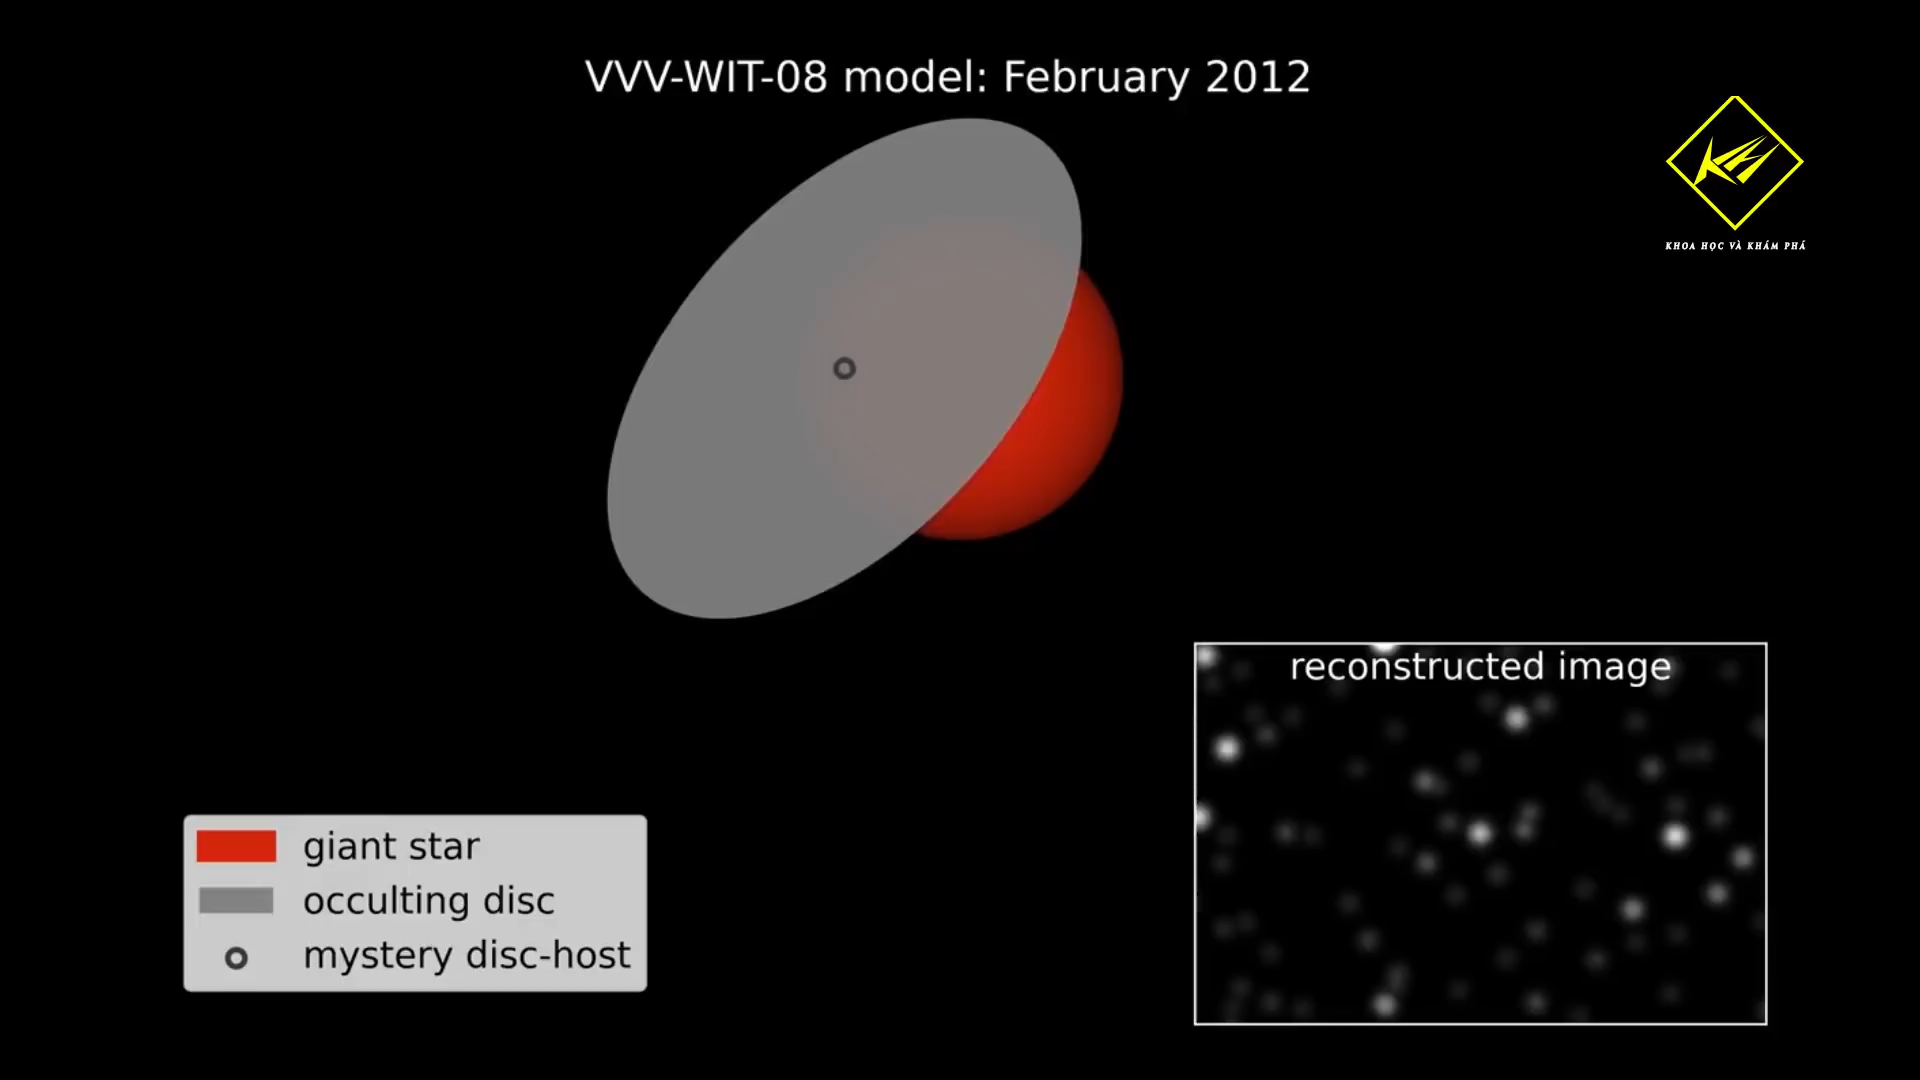 VVV-WIT-08 model: February 2012
KM
KHOA HỌC VÀ KHÁM PHÁ
reconstructed image
giant star
occulting disc
mystery disc-host